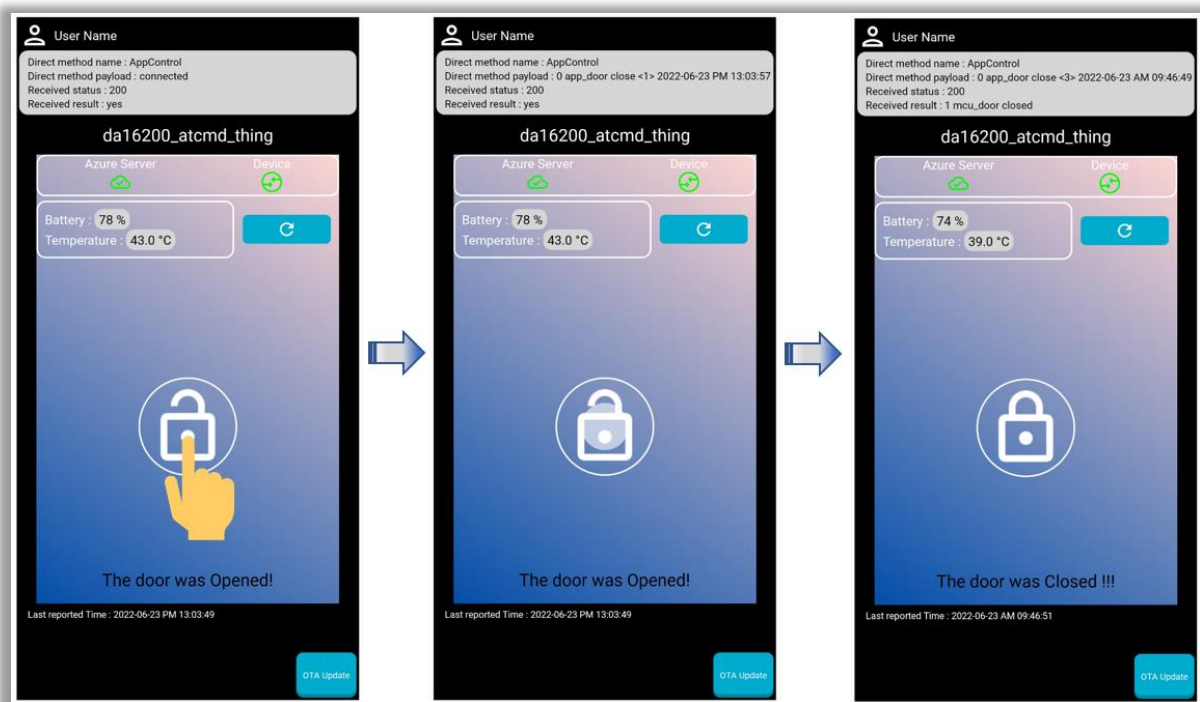 User Name
Direct method name : AppControl
Direct method payload : connected
Received status : 200
Received result : yes
da16200_atcmd_thing
Azure Server Device
Battery : 78 %
Temperature : 43.0 °C
The door was Opened!
Last reported Time : 2022-06-23 PM 13:03:49
OTA Update
User Name
Direct method name : AppControl
Direct method payload : 0 app_door close <1> 2022-06-23 PM 13:03:57
Received status : 200
Received result : yes
da16200_atcmd_thing
Azure Server Device
Battery : 78 %
Temperature : 43.0 °C
The door was Opened!
Last reported Time : 2022-06-23 PM 13:03:49
OTA Update
User Name
Direct method name : AppControl
Direct method payload : 0 app_door close <3> 2022-06-23 AM 09:46:49
Received status : 200
Received result : 1 mcu_door closed
da16200_atcmd_thing
Azure Server Device
Battery : 74 %
Temperature : 39.0 °C
The door was Closed !!!
Last reported Time : 2022-06-23 AM 09:46:51
OTA Update